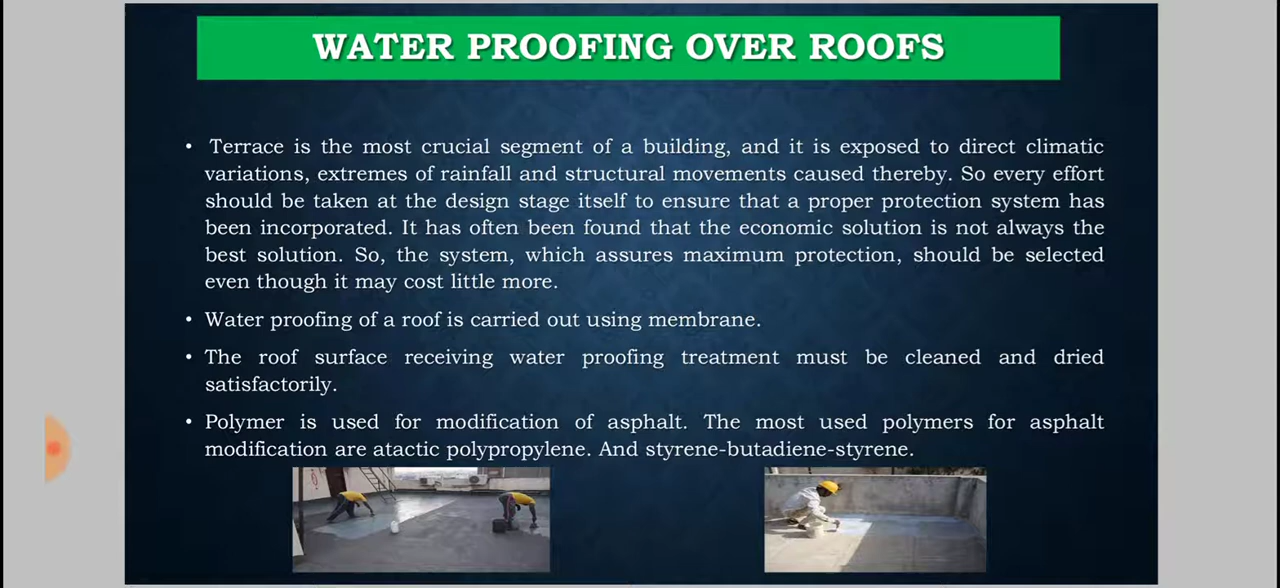 WATER PROOFING OVER ROOFS
• Terrace is the most crucial segment of a building, and it is exposed to direct climatic
variations, extremes of rainfall and structural movements caused thereby. So every effort
should be taken at the design stage itself to ensure that a proper protection system has
been incorporated. It has often been found that the economic solution is not always the
best solution. So, the system, which assures maximum protection, should be selected
even though it may cost little more.
• Water proofing of a roof is carried out using membrane.
• The roof surface receiving water proofing treatment must be cleaned and dried
satisfactorily.
• Polymer is used for modification of asphalt. The most used polymers for asphalt
modification are atactic polypropylene. And styrene-butadiene-styrene.